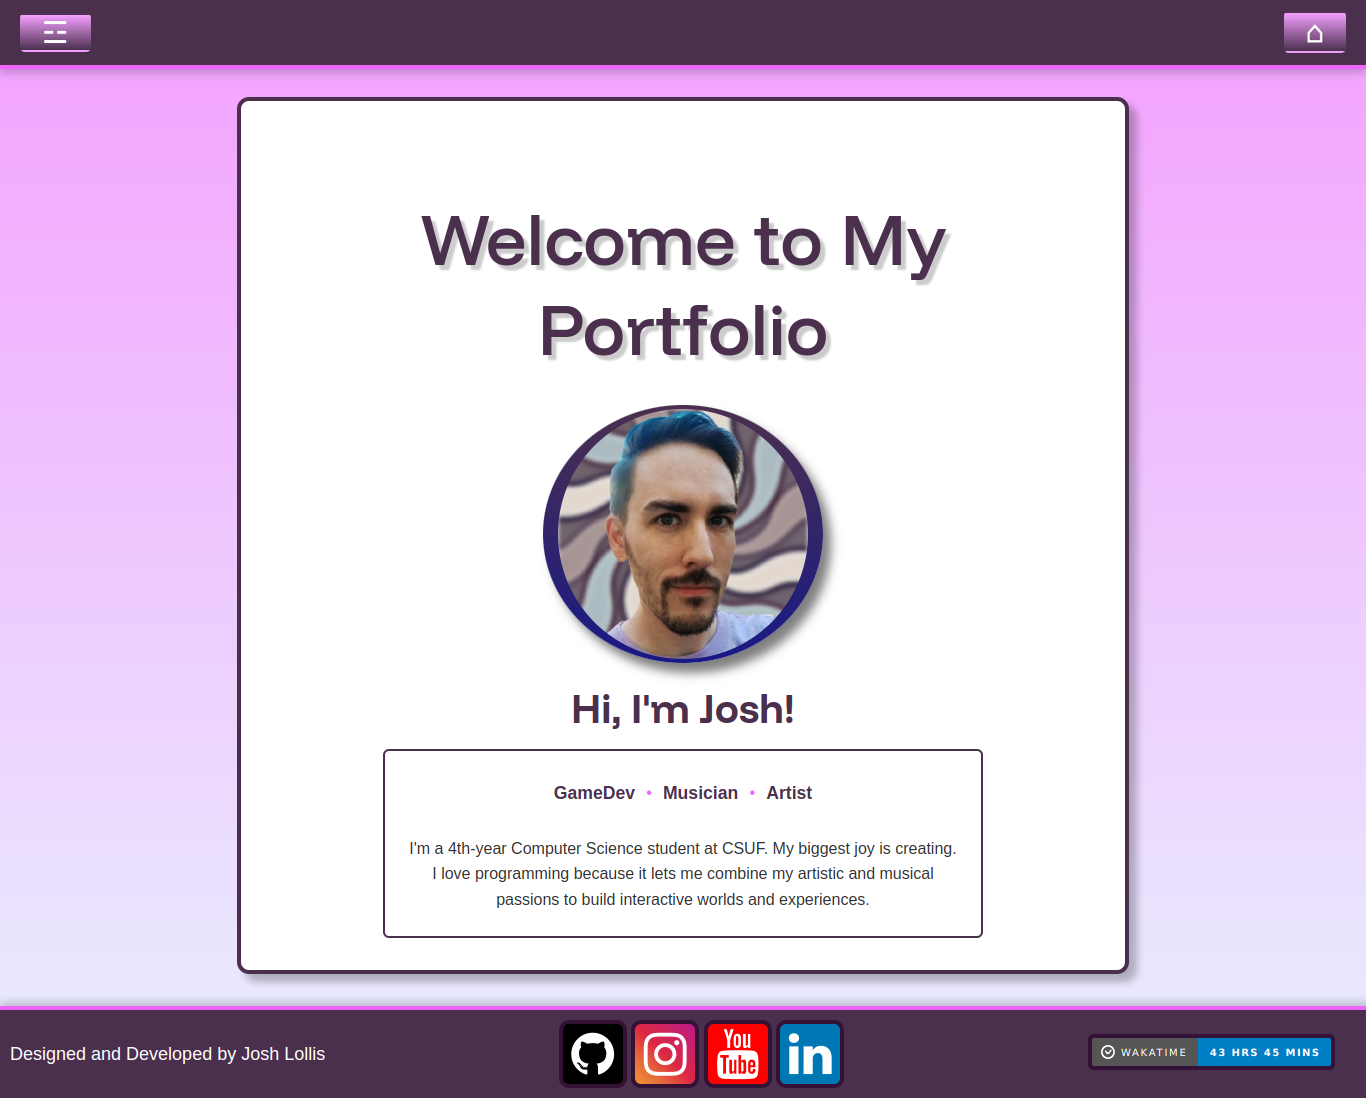 ☲
⌂
Welcome to My
Portfolio
Hi, I'm Josh!
GameDev • Musician • Artist
I'm a 4th-year Computer Science student at CSUF. My biggest joy is creating.
I love programming because it lets me combine my artistic and musical
passions to build interactive worlds and experiences.
Designed and Developed by Josh Lollis
You
Tube
in
WAKATIME
43 HRS 45 MINS